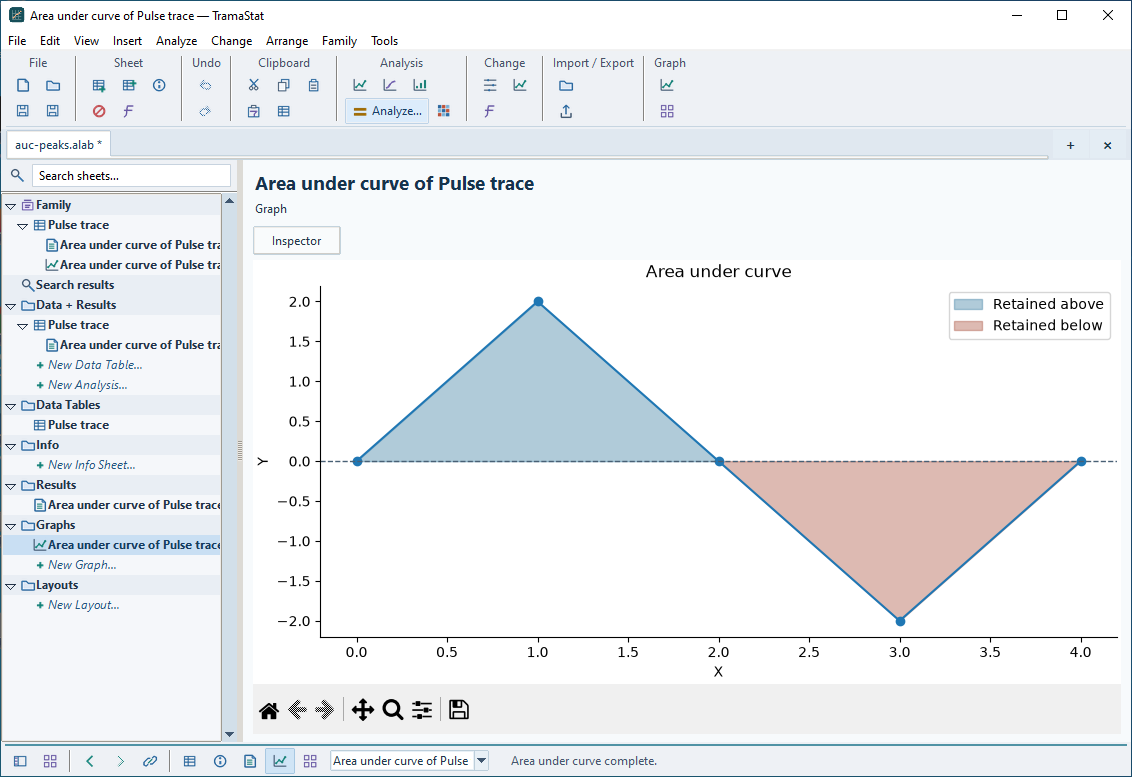 Area under curve of Pulse trace — TramaStat
File Edit View Insert Analyze Change Arrange Family Tools
File Sheet Undo Clipboard Analysis Change Import / Export Graph
Analyze...
auc-peaks.alab *
Search sheets...
Family
Pulse trace
Area under curve of Pulse tra
Area under curve of Pulse tra
Search results
Data + Results
Pulse trace
Area under curve of Pulse tra
New Data Table...
New Analysis...
Data Tables
Pulse trace
Info
New Info Sheet...
Results
Area under curve of Pulse trace
Graphs
Area under curve of Pulse trace
New Graph...
Layouts
New Layout...
Area under curve of Pulse trace
Graph
Inspector
Area under curve
Retained above
Retained below
2.0
1.5
1.0
0.5
0.0
−0.5
−1.0
−1.5
−2.0
Y
0.0 0.5 1.0 1.5 2.0 2.5 3.0 3.5 4.0
X
Area under curve of Pulse
Area under curve complete.